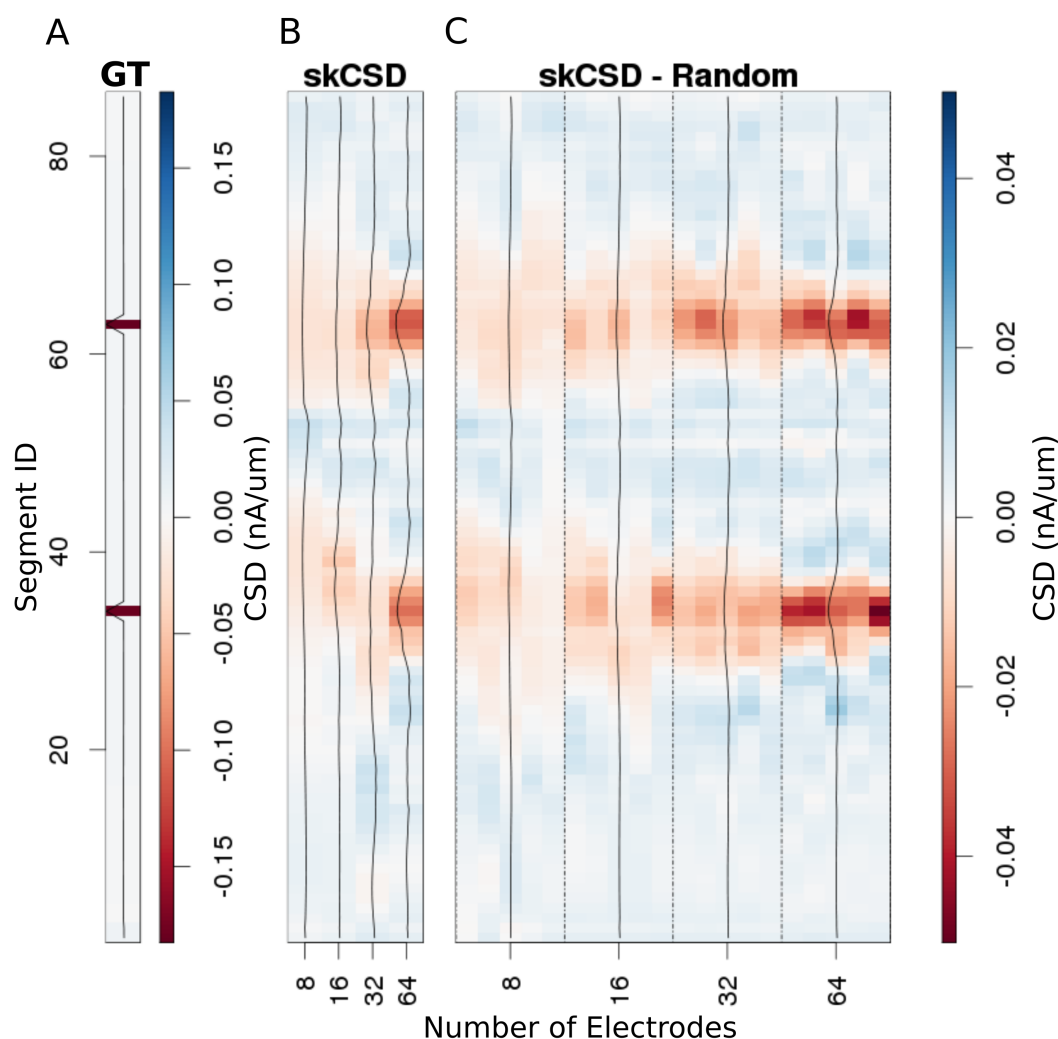 A
B
C
GT
skCSD
skCSD - Random
Segment ID
80
60
40
20
0.15
0.10
0.05
0.00
-0.05
-0.10
-0.15
CSD (nA/um)
8
16
32
64
8
16
32
64
Number of Electrodes
0.04
0.02
0.00
-0.02
-0.04
CSD (nA/um)